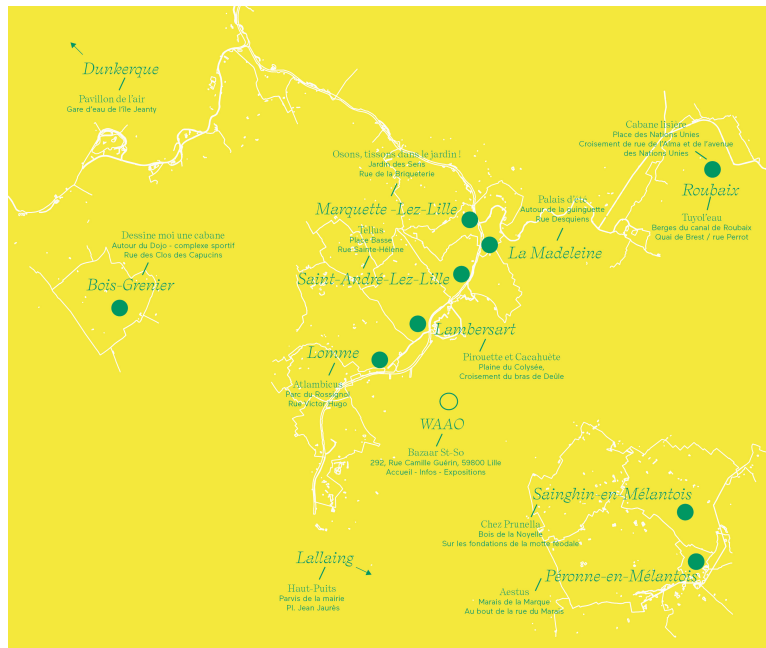 Dunkerque
Pavillon de l'air
Gare d'eau de l'île Jeanty
Cabane lisière
Place des Nations Unies
Croisement de rue de l'Alma et de l'avenue
des Nations Unies
Roubaix
Tuyol'eau
Berges du canal de Roubaix
Quai de Brest / rue Perrot
Osons, tissons dans le jardin !
Jardin des Sens
Rue de la Briqueterie
Marquette -Lez-Lille
Palais d'été
Autour de la guinguette
Rue Desquiens
La Madeleine
Tellus
Place Basse
Rue Sainte-Hélène
Saint-André-Lez-Lille
Dessine moi une cabane
Autour du Dojo - complexe sportif
Rue des Clos des Capucins
Bois-Grenier
Lambersart
Pirouette et Cacahuète
Plaine du Colysée,
Croisement du bras de Deûle
Lomme
Atlambicus
Parc du Rossignol
Rue Victor Hugo
WAAO
Bazaar St-So
292, Rue Camille Guérin, 59800 Lille
Accueil - Infos - Expositions
Sainghin-en-Mélantois
Chez Prunella
Bois de la Noyelle
Sur les fondations de la motte féodale
Lallaing
Haut-Puits
Parvis de la mairie
Pl. Jean Jaurès
Péronne-en-Mélantois
Aestus
Marais de la Marque
Au bout de la rue du Marais